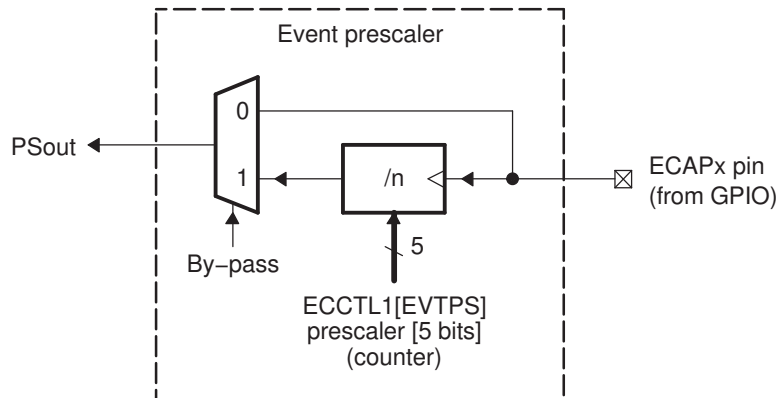 Event prescaler
0
PSout
1
/n
ECAPx pin
(from GPIO)
5
By−pass
ECCTL1[EVTPS]
prescaler [5 bits]
(counter)